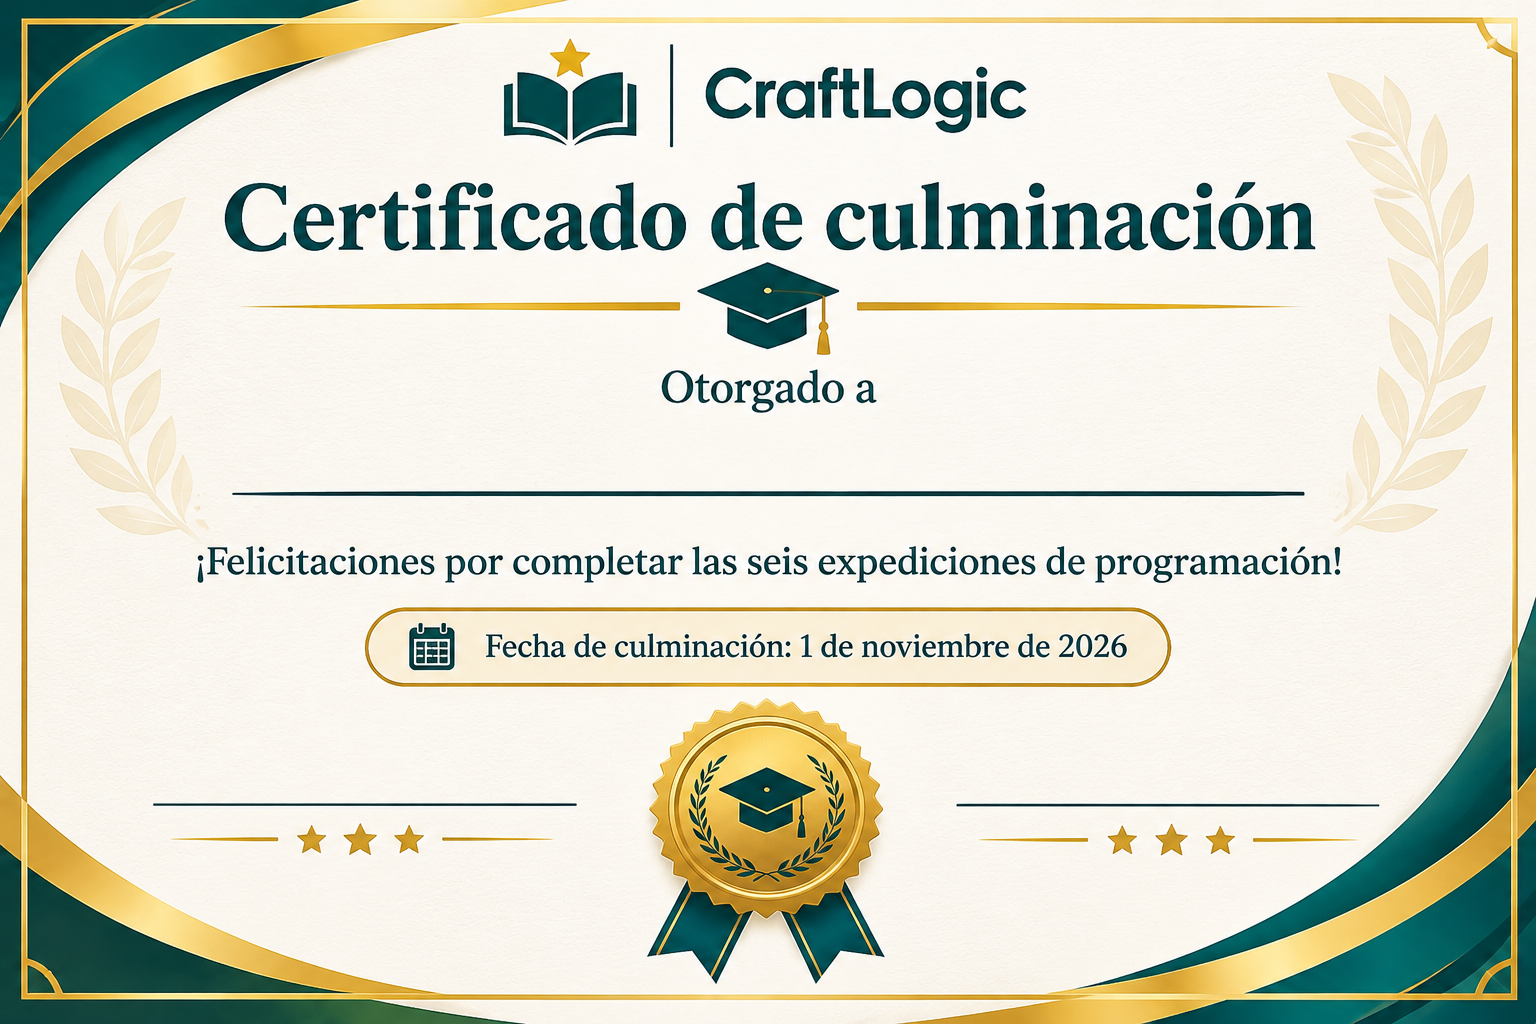 CraftLogic
Certificado de culminación
Otorgado a
¡Felicitaciones por completar las seis expediciones de programación!
Fecha de culminación: 1 de noviembre de 2026